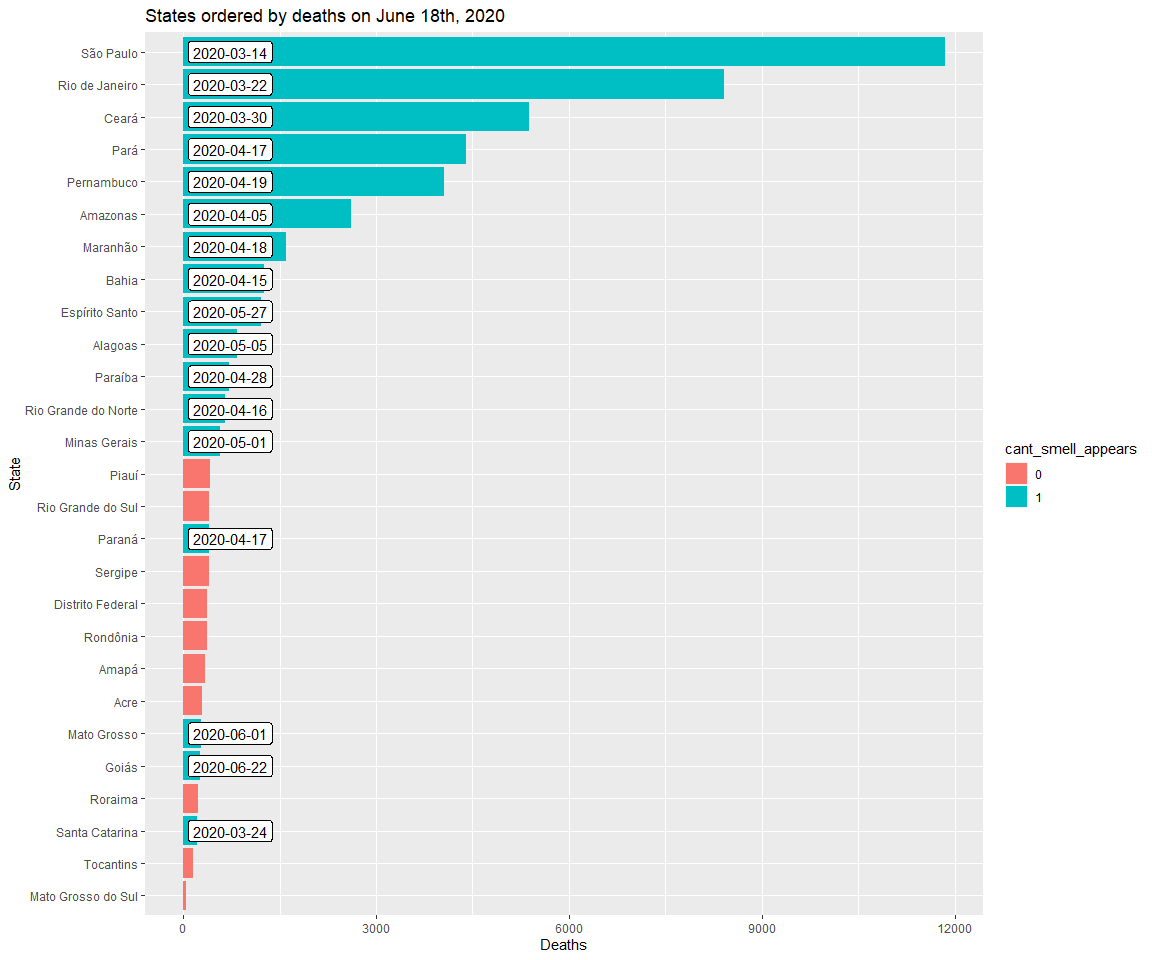 States ordered by deaths on June 18th, 2020
São Paulo 2020-03-14
Rio de Janeiro 2020-03-22
Ceará 2020-03-30
Pará 2020-04-17
Pernambuco 2020-04-19
Amazonas 2020-04-05
Maranhão 2020-04-18
Bahia 2020-04-15
Espírito Santo 2020-05-27
Alagoas 2020-05-05
Paraíba 2020-04-28
Rio Grande do Norte 2020-04-16
Minas Gerais 2020-05-01
Piauí
Rio Grande do Sul
Paraná 2020-04-17
Sergipe
Distrito Federal
Rondônia
Amapá
Acre
Mato Grosso 2020-06-01
Goiás 2020-06-22
Roraima
Santa Catarina 2020-03-24
Tocantins
Mato Grosso do Sul
State
0 3000 6000 9000 12000
Deaths
cant_smell_appears
0
1